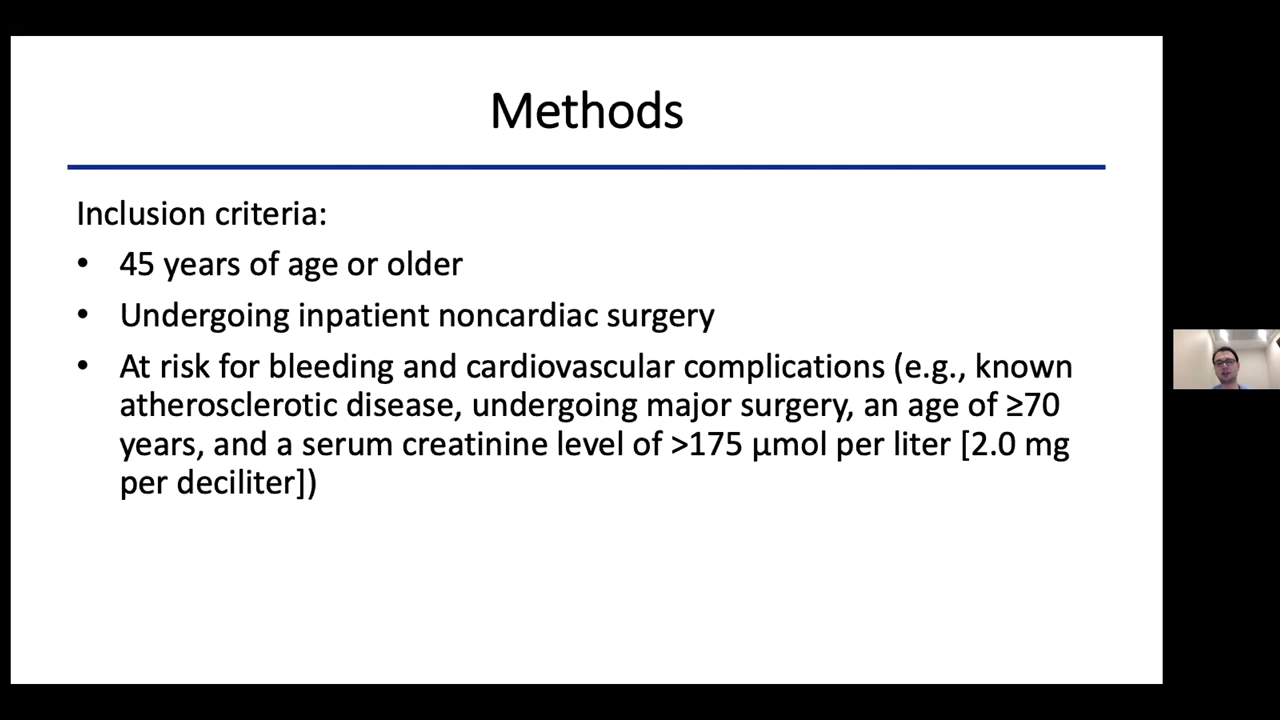 Methods
Inclusion criteria:
• 45 years of age or older
• Undergoing inpatient noncardiac surgery
• At risk for bleeding and cardiovascular complications (e.g., known
atherosclerotic disease, undergoing major surgery, an age of ≥70
years, and a serum creatinine level of >175 μmol per liter [2.0 mg
per deciliter])